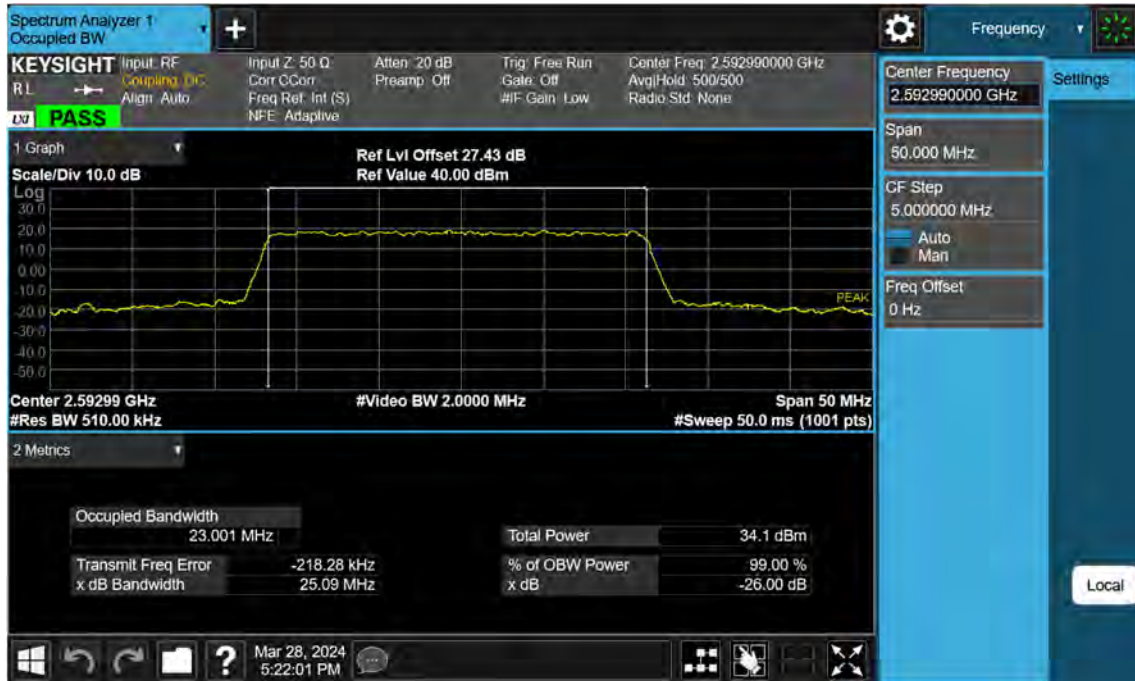 Spectrum Analyzer 1
Occupied BW
+
Frequency
KEYSIGHT
RL
LXI PASS
Input: RF
Coupling: DC
Align: Auto
Input Z: 50 Ω
Corr CCorr
Freq Ref: Int (S)
NFE: Adaptive
Atten: 20 dB
Preamp: Off
Trig: Free Run
Gate: Off
#IF Gain: Low
Center Freq: 2.592990000 GHz
Avg|Hold: 500/500
Radio Std: None
Center Frequency
2.592990000 GHz
Settings
Span
50.000 MHz
CF Step
5.000000 MHz
Auto
Man
Freq Offset
0 Hz
1 Graph
Scale/Div 10.0 dB
Ref Lvl Offset 27.43 dB
Ref Value 40.00 dBm
Log
30.0
20.0
10.0
0.00
-10.0
-20.0
-30.0
-40.0
-50.0
PEAK
Center 2.59299 GHz
#Video BW 2.0000 MHz
Span 50 MHz
#Res BW 510.00 kHz
#Sweep 50.0 ms (1001 pts)
2 Metrics
Occupied Bandwidth
23.001 MHz
Total Power 34.1 dBm
Transmit Freq Error -218.28 kHz
% of OBW Power 99.00 %
x dB Bandwidth 25.09 MHz
x dB -26.00 dB
Local
?
Mar 28, 2024
5:22:01 PM